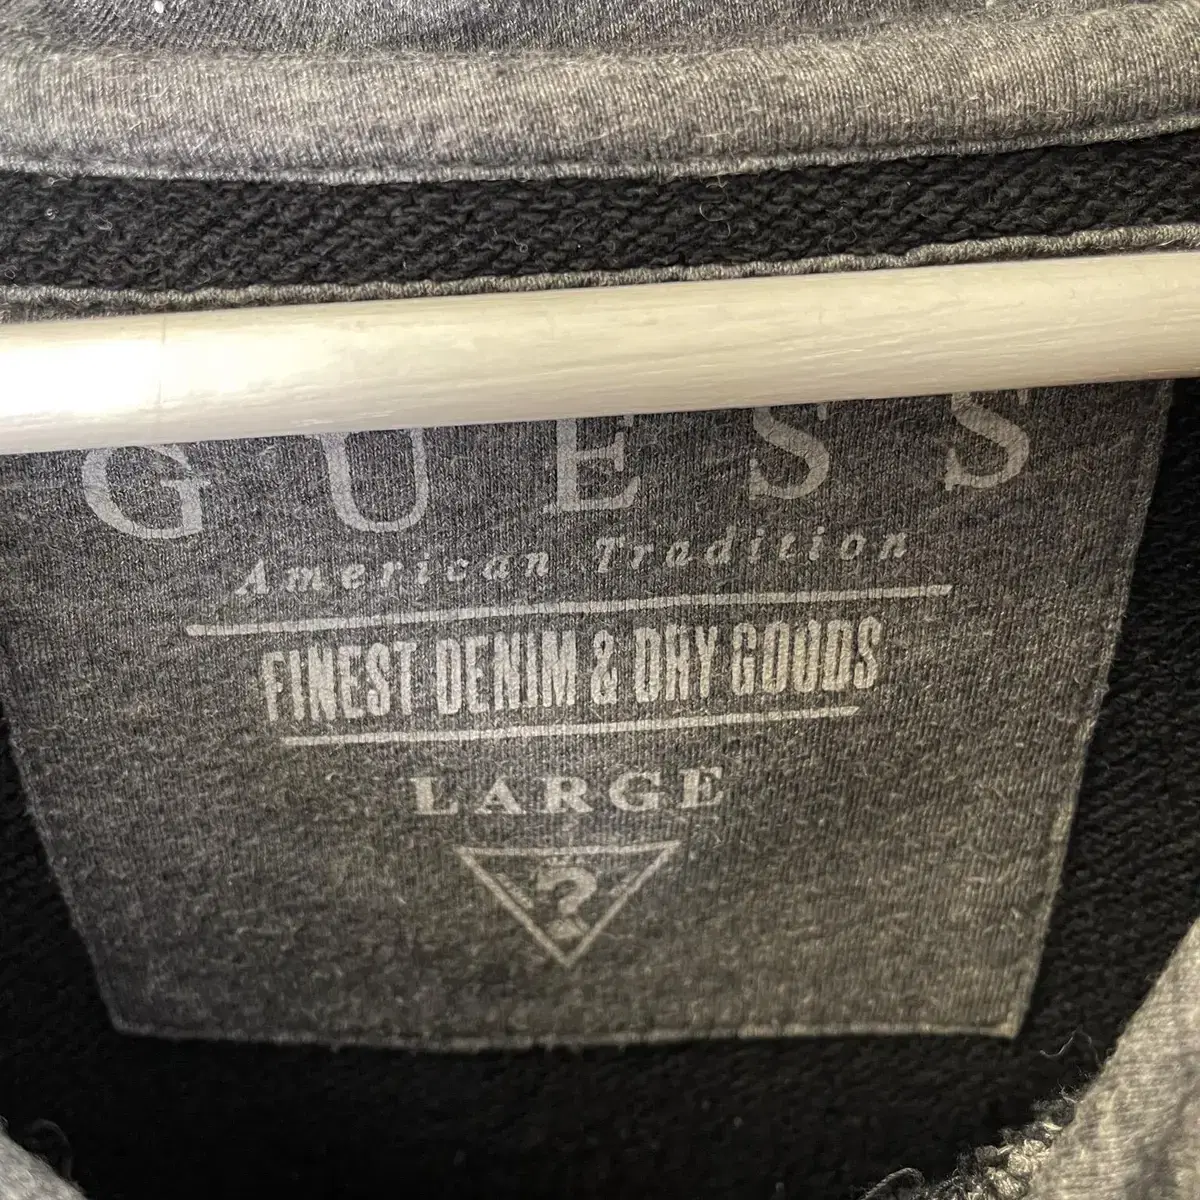 GUESS
American Tradition
FINEST DENIM & DRY GOODS
LARGE
?